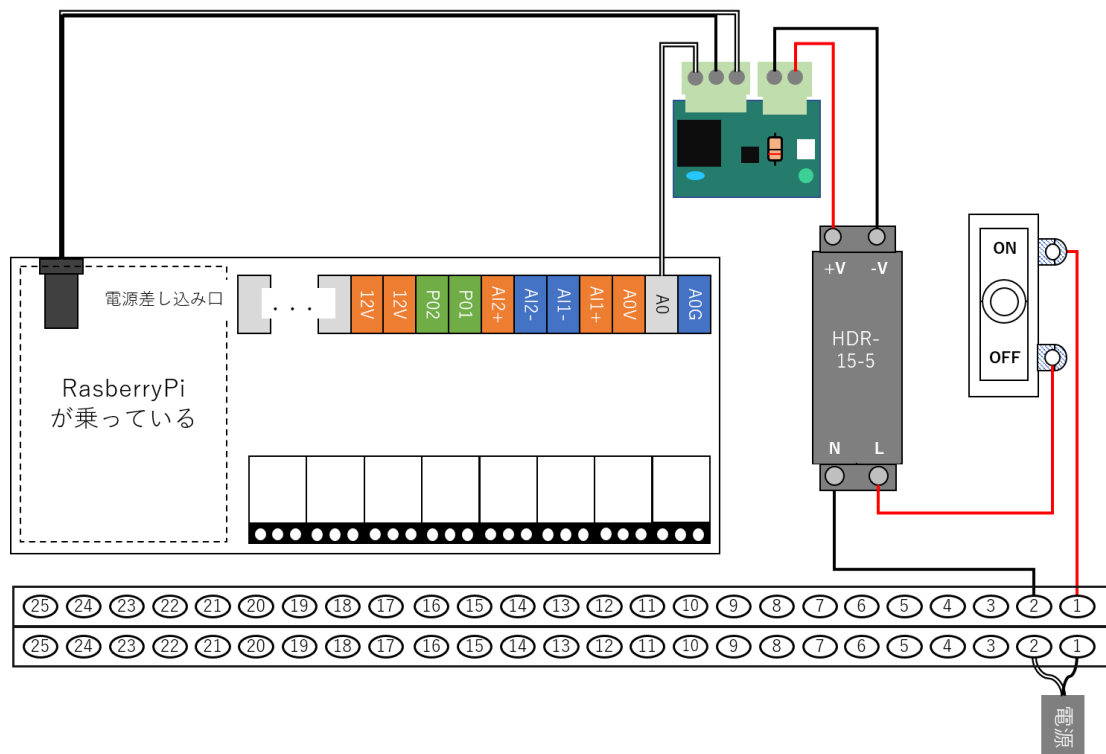 +V -V
HDR-
15-5
N L
ON
OFF
電源差し込み口
RasberryPi
が乗っている
... 12V 12V P02 P01 AI2+ AI2- AI1- AI1+ A0V A0 A0G
25 24 23 22 21 20 19 18 17 16 15 14 13 12 11 10 9 8 7 6 5 4 3 2 1
25 24 23 22 21 20 19 18 17 16 15 14 13 12 11 10 9 8 7 6 5 4 3 2 1
電源